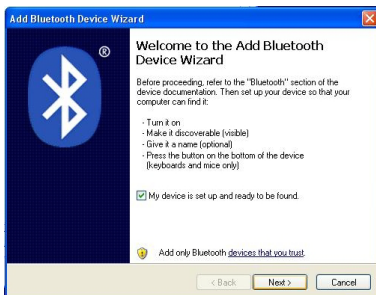 Add Bluetooth Device Wizard
®
Welcome to the Add Bluetooth
Device Wizard
Before proceeding, refer to the "Bluetooth" section of the
device documentation. Then set up your device so that your
computer can find it:
- Turn it on
- Make it discoverable (visible)
- Give it a name (optional)
- Press the button on the bottom of the device
(keyboards and mice only)
My device is set up and ready to be found.
Add only Bluetooth devices that you trust.
< Back Next > Cancel